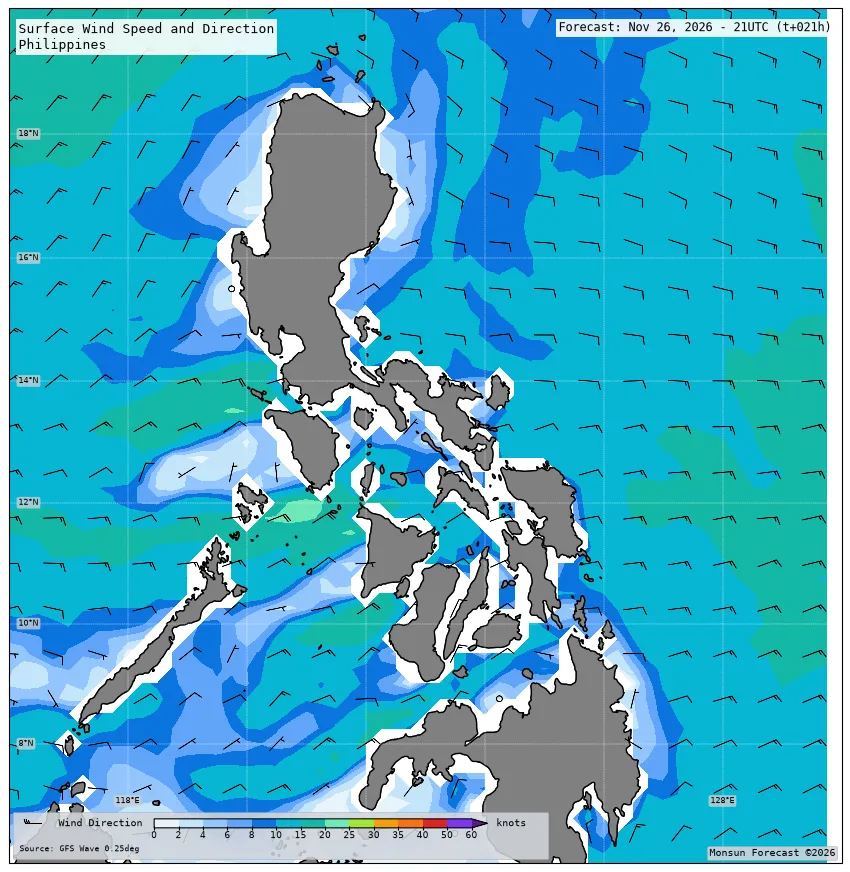 Surface Wind Speed and Direction
Philippines
Forecast: Nov 26, 2026 - 21UTC (t+021h)
18°N
16°N
14°N
12°N
10°N
8°N
118°E
128°E
Wind Direction
knots
0 2 4 6 8 10 15 20 25 30 35 40 50 60
Source: GFS Wave 0.25deg
Monsun Forecast ©2026